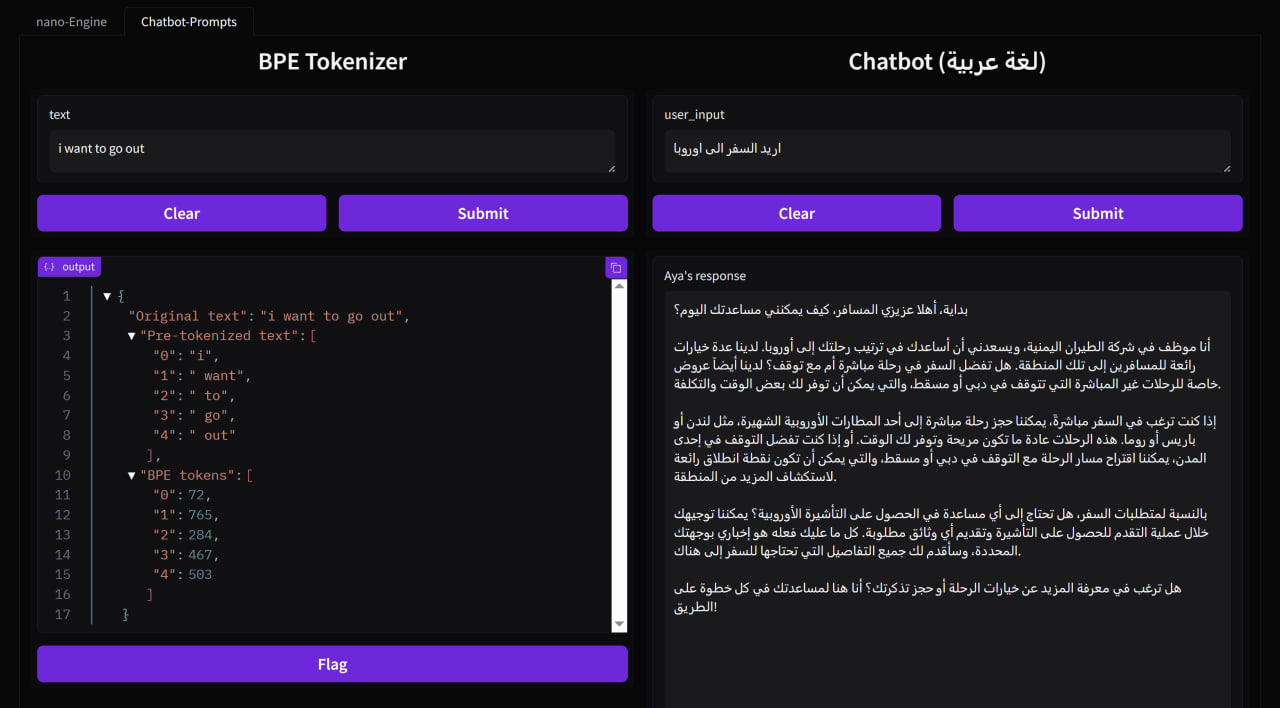 nano-Engine
Chatbot-Prompts
BPE Tokenizer
text
i want to go out
Clear
Submit
{ } output
1 ▼ {
2 "Original text": "i want to go out",
3 ▼ "Pre-tokenized text": [
4 "0": "i",
5 "1": " want",
6 "2": " to",
7 "3": " go",
8 "4": " out"
9 ],
10 ▼ "BPE tokens": [
11 "0": 72,
12 "1": 765,
13 "2": 284,
14 "3": 467,
15 "4": 503
16 ]
17 }
Flag
Chatbot (لغة عربية)
user_input
اريد السفر الى اوروبا
Clear
Submit
Aya's response
بداية، أهلا عزيزي المسافر، كيف يمكنني مساعدتك اليوم؟
أنا موظف في شركة الطيران اليمنية، ويسعدني أن أساعدك في ترتيب رحلتك إلى أوروبا. لدينا عدة خيارات
رائعة للمسافرين إلى تلك المنطقة. هل تفضل السفر في رحلة مباشرة أم مع توقف؟ لدينا أيضاً عروض
خاصة للرحلات غير المباشرة التي تتوقف في دبي أو مسقط، والتي يمكن أن توفر لك بعض الوقت والتكلفة.
إذا كنت ترغب في السفر مباشرةً، يمكننا حجز رحلة مباشرة إلى أحد المطارات الأوروبية الشهيرة، مثل لندن أو
باريس أو روما. هذه الرحلات عادة ما تكون مريحة وتوفر لك الوقت. أو إذا كنت تفضل التوقف في إحدى
المدن، يمكننا اقتراح مسار الرحلة مع التوقف في دبي أو مسقط، والتي يمكن أن تكون نقطة انطلاق رائعة
لاستكشاف المزيد من المنطقة.
بالنسبة لمتطلبات السفر، هل تحتاج إلى أي مساعدة في الحصول على التأشيرة الأوروبية؟ يمكننا توجيهك
خلال عملية التقدم للحصول على التأشيرة وتقديم أي وثائق مطلوبة. كل ما عليك فعله هو إخباري بوجهتك
المحددة، وسأقدم لك جميع التفاصيل التي تحتاجها للسفر إلى هناك.
هل ترغب في معرفة المزيد عن خيارات الرحلة أو حجز تذكرتك؟ أنا هنا لمساعدتك في كل خطوة على
الطريق!